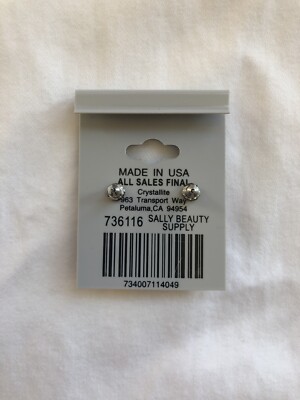 MADE IN USA
ALL SALES FINAL
Crystallite
963 Transport Way
Petaluma,CA 94954
736116 SALLY BEAUTY
SUPPLY
734007114049